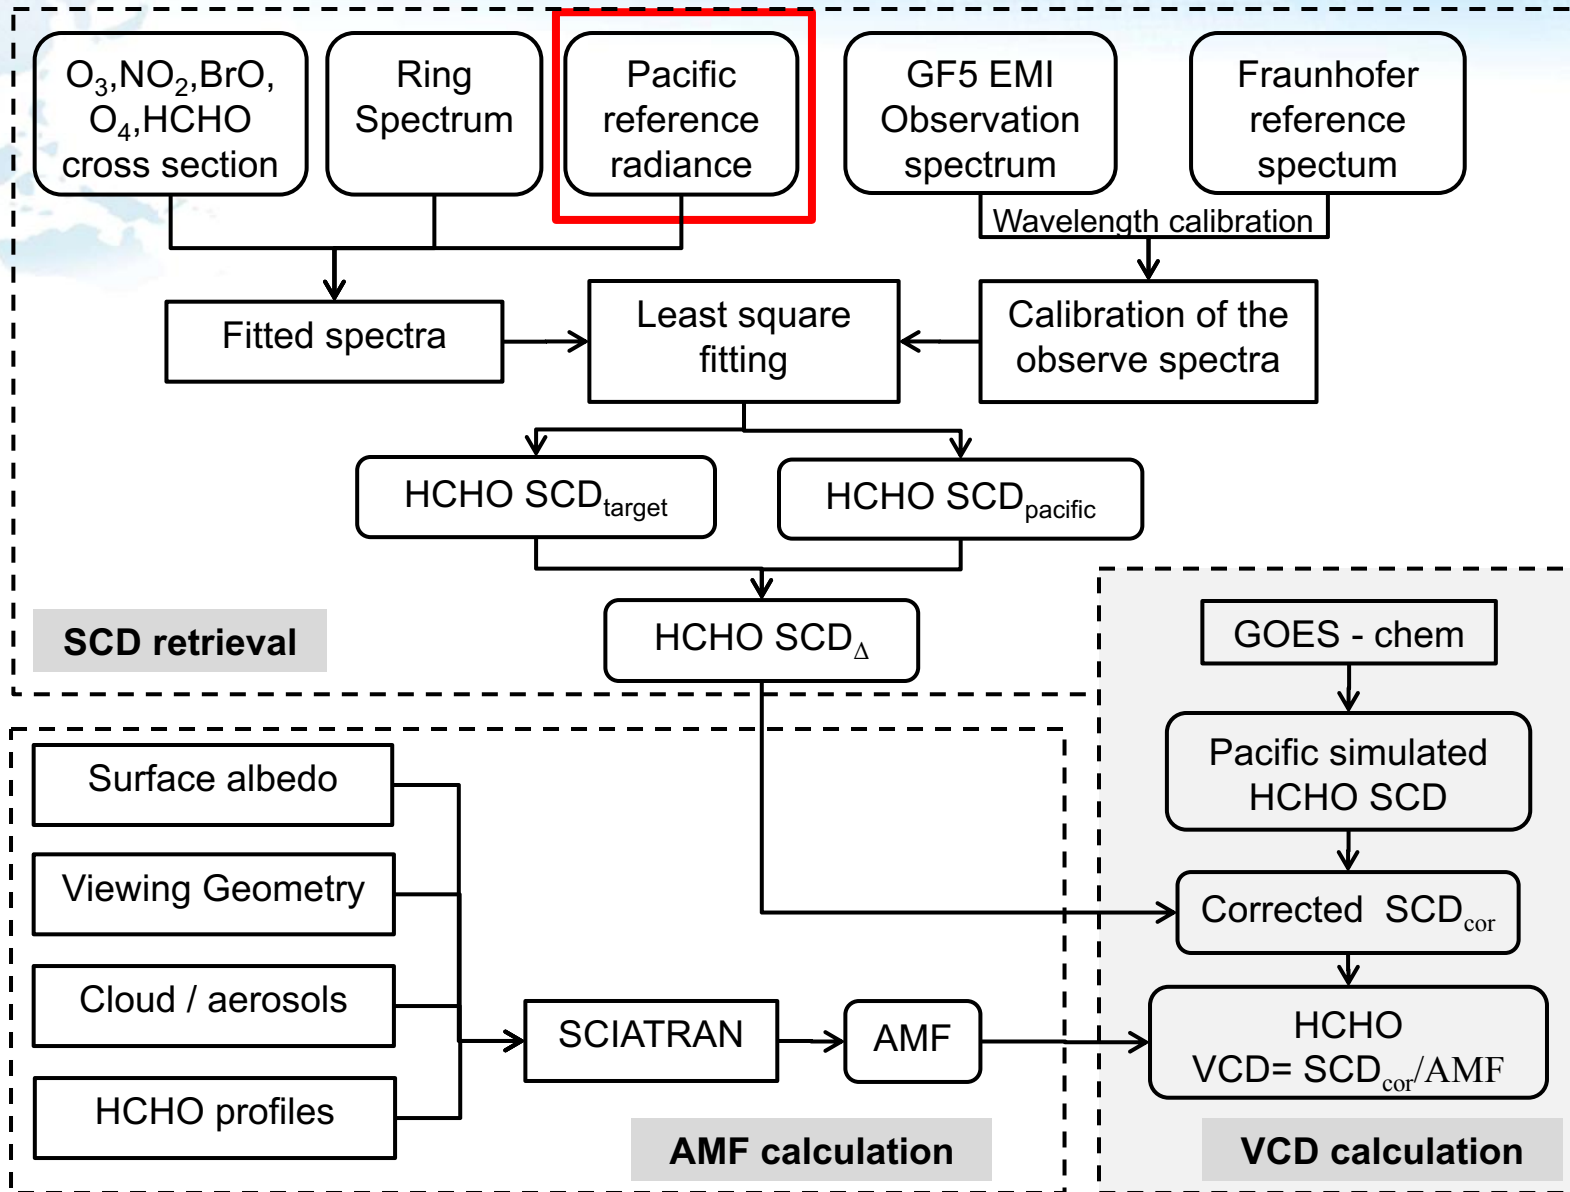 O₃,NO₂,BrO,
O₄,HCHO
cross section
Ring
Spectrum
Pacific
reference
radiance
GF5 EMI
Observation
spectrum
Fraunhofer
reference
spectum
Wavelength calibration
Fitted spectra
Least square
fitting
Calibration of the
observe spectra
HCHO SCDtarget
HCHO SCDpacific
HCHO SCDΔ
SCD retrieval
GOES - chem
Pacific simulated
HCHO SCD
Corrected SCDcor
HCHO
VCD= SCDcor/AMF
VCD calculation
Surface albedo
Viewing Geometry
Cloud / aerosols
HCHO profiles
SCIATRAN
AMF
AMF calculation